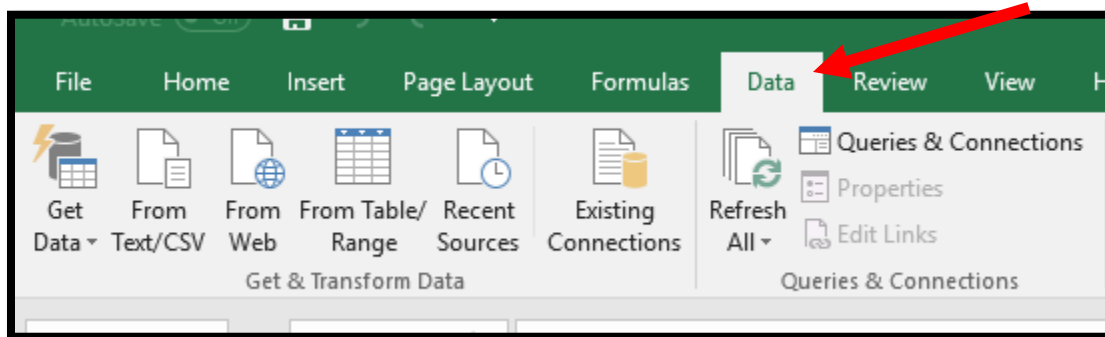 AutoSave Off
File Home Insert Page Layout Formulas Data Review View H
Queries & Connections
Properties
Edit Links
Get Data From Text/CSV From Web From Table/ Range Recent Sources Existing Connections Refresh All
Get & Transform Data Queries & Connections